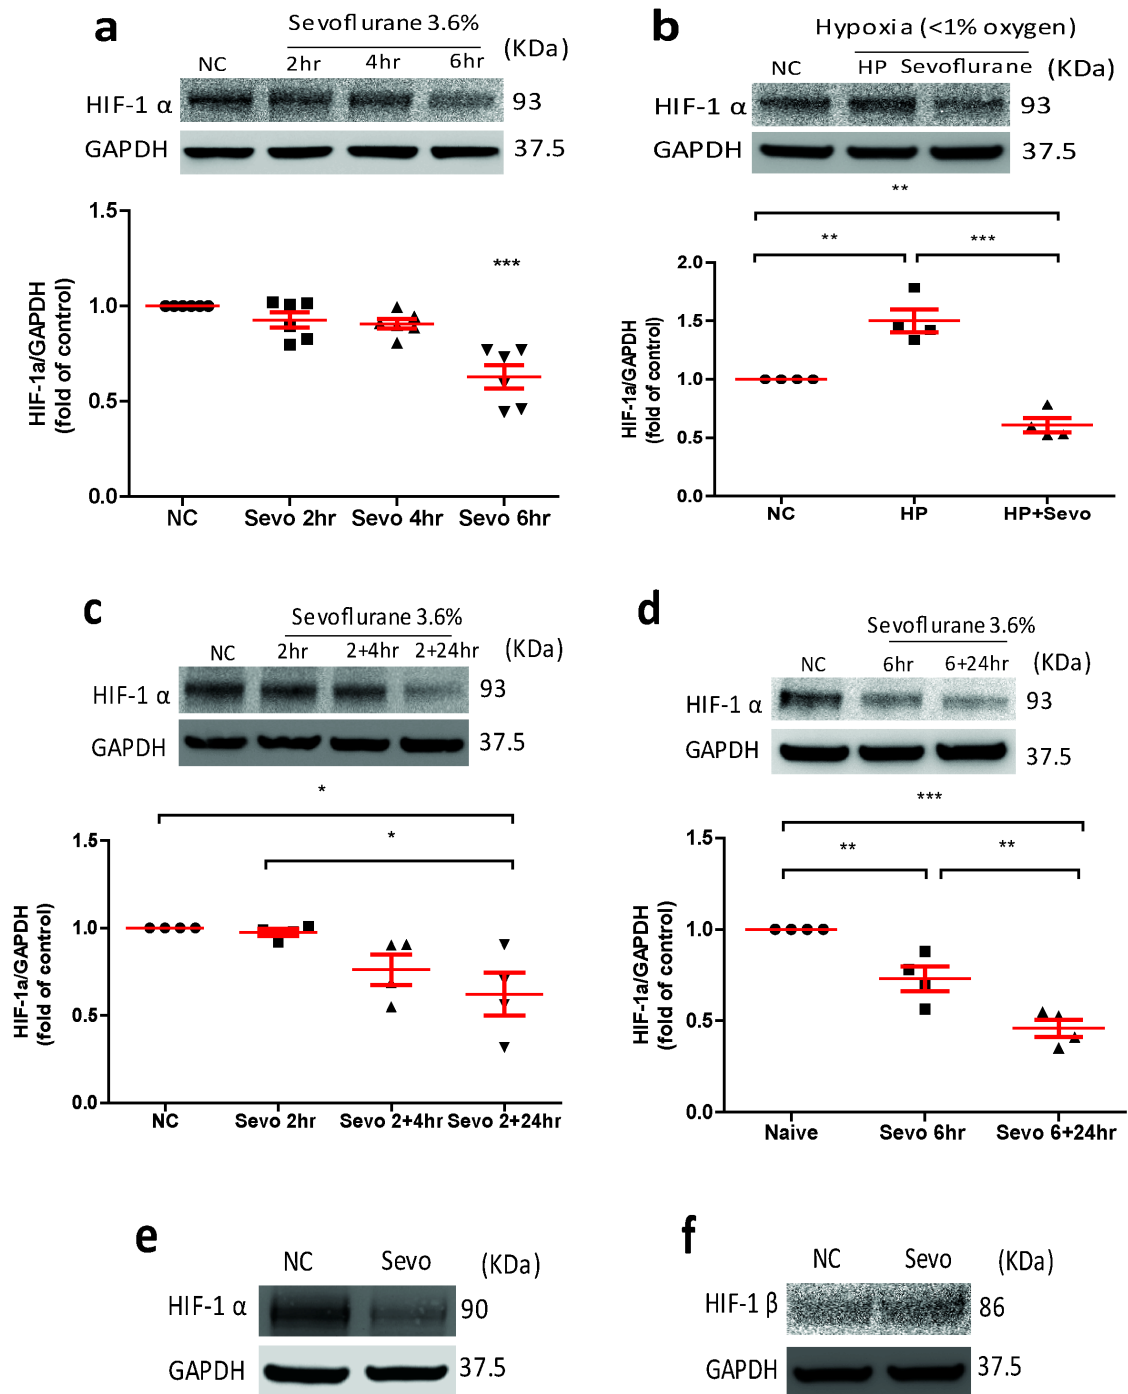 a
Sevoflurane 3.6%
NC 2hr 4hr 6hr (KDa)
HIF-1 α 93
GAPDH 37.5
***
HIF-1a/GAPDH
(fold of control)
1.5
1.0
0.5
0.0
NC Sevo 2hr Sevo 4hr Sevo 6hr
b
Hypoxia (<1% oxygen)
NC HP Sevoflurane (KDa)
HIF-1 α 93
GAPDH 37.5
**
** ***
HIF-1a/GAPDH
(fold of control)
2.0
1.5
1.0
0.5
0.0
NC HP HP+Sevo
c
Sevoflurane 3.6%
NC 2hr 2+4hr 2+24hr (KDa)
HIF-1 α 93
GAPDH 37.5
*
*
HIF-1a/GAPDH
(fold of control)
1.5
1.0
0.5
0.0
NC Sevo 2hr Sevo 2+4hr Sevo 2+24hr
d
Sevoflurane 3.6%
NC 6hr 6+24hr (KDa)
HIF-1 α 93
GAPDH 37.5
***
** **
HIF-1a/GAPDH
(fold of control)
1.5
1.0
0.5
0.0
Naive Sevo 6hr Sevo 6+24hr
e
NC Sevo (KDa)
HIF-1 α 90
GAPDH 37.5
f
NC Sevo (KDa)
HIF-1 β 86
GAPDH 37.5